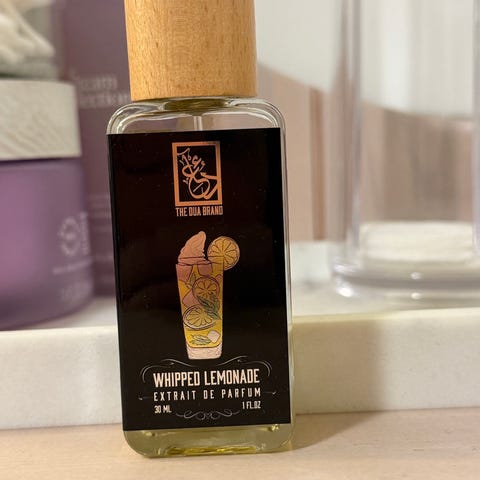 THE DUA BRAND
WHIPPED LEMONADE
EXTRAIT DE PARFUM
30 ML 1 FL.OZ